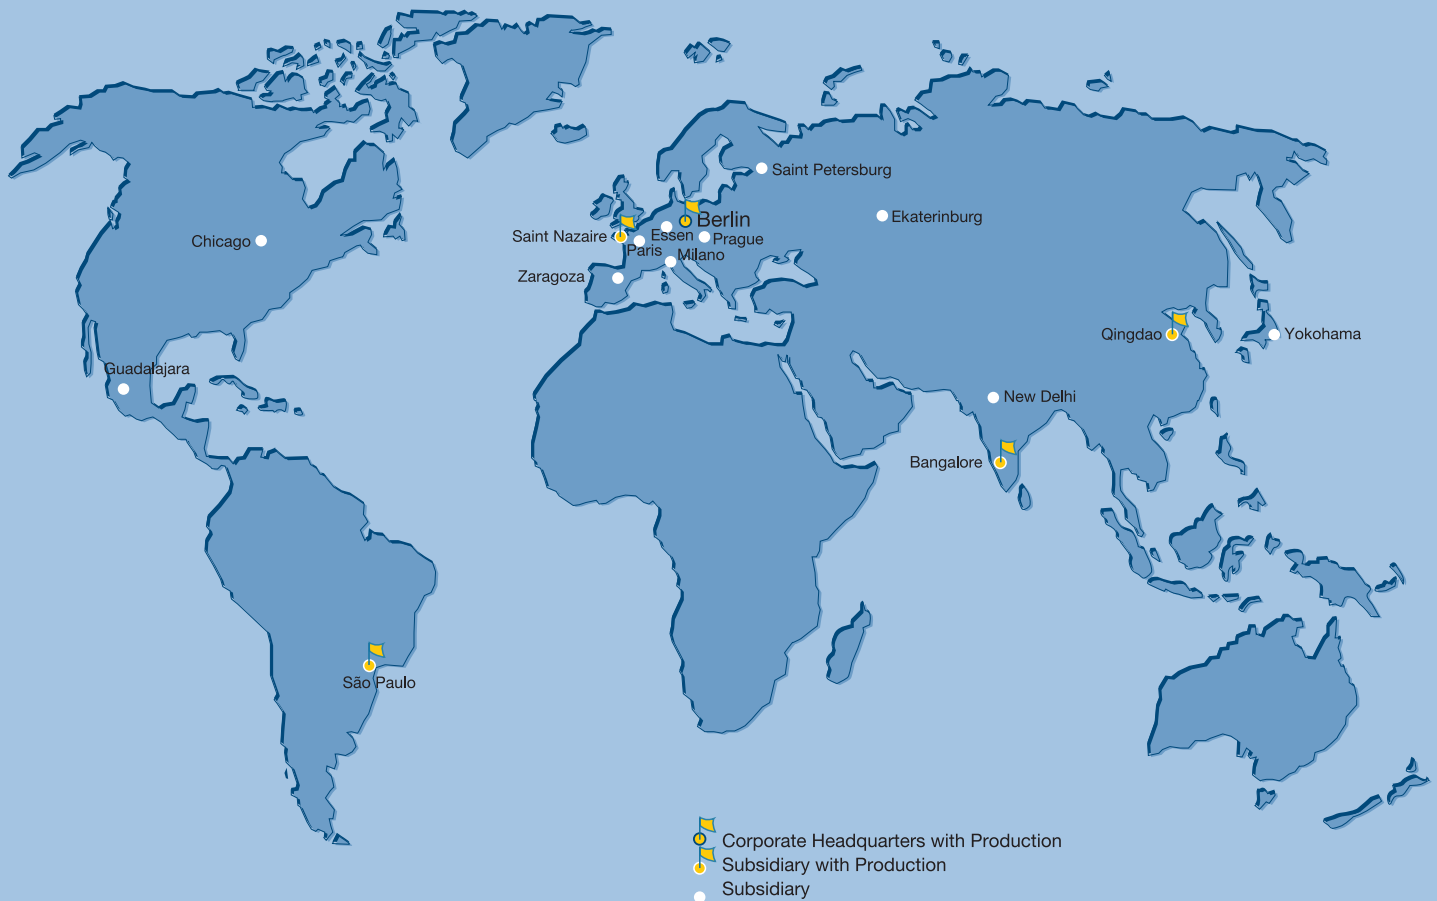 Saint Petersburg
Ekaterinburg
Berlin
Saint Nazaire
Essen
Prague
Chicago
Paris
Milano
Zaragoza
Qingdao
Yokohama
Guadalajara
New Delhi
Bangalore
São Paulo
Corporate Headquarters with Production
Subsidiary with Production
Subsidiary